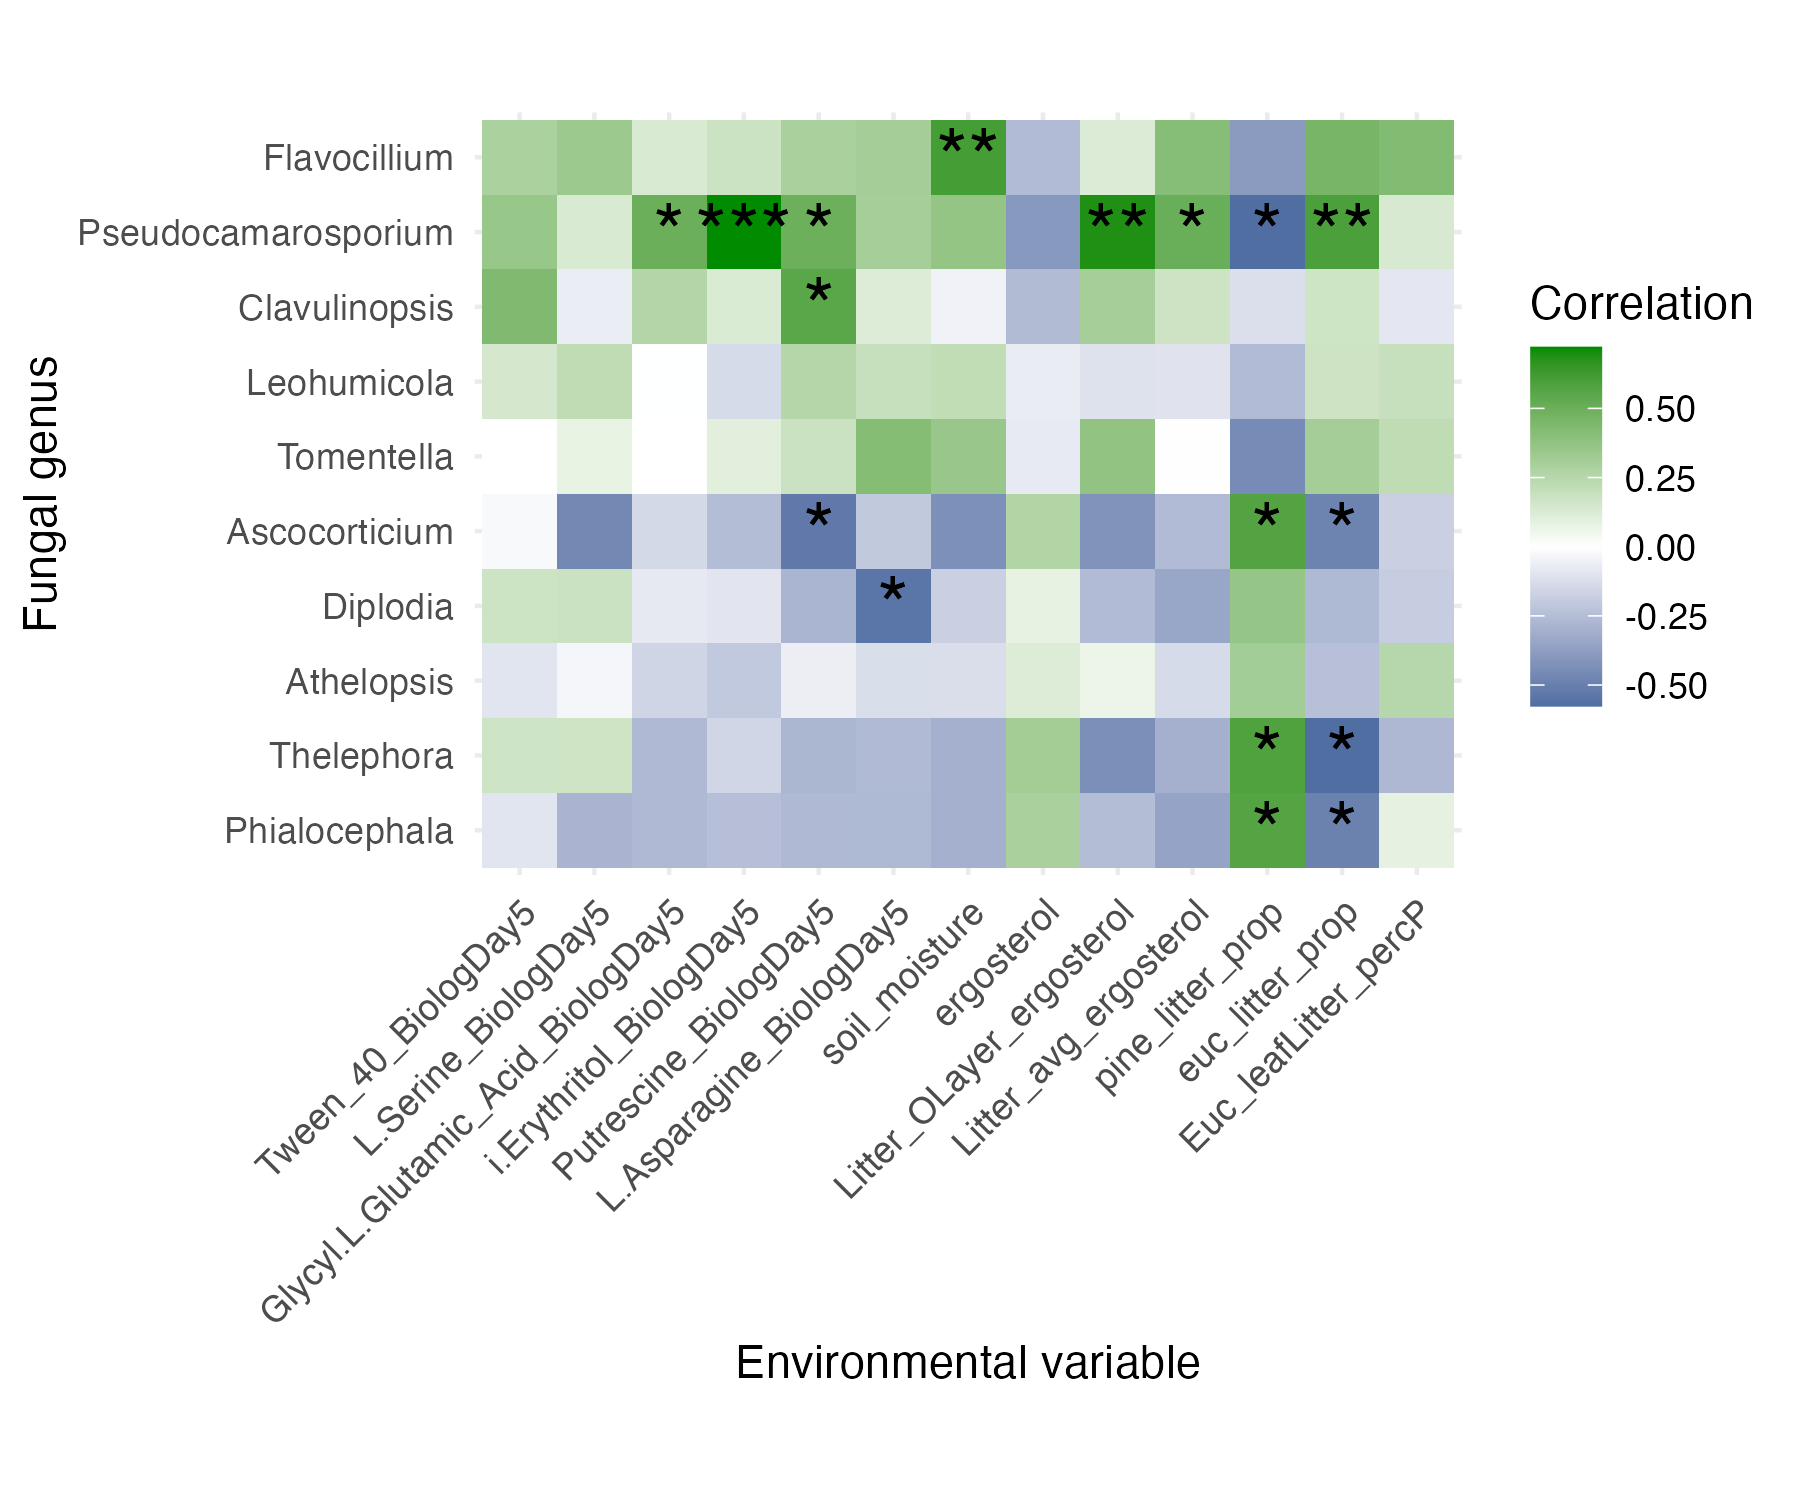 Fungal genus
Flavocillium
**
Pseudocamarosporium
* *** * ** * * **
Clavulinopsis
*
Leohumicola
Tomentella
Ascocorticium
* * *
Diplodia
*
Athelopsis
Thelephora
* *
Phialocephala
* *
Tween_40_BiologDay5
L.Serine_BiologDay5
Glycyl.L.Glutamic_Acid_BiologDay5
i.Erythritol_BiologDay5
Putrescine_BiologDay5
L.Asparagine_BiologDay5
soil_moisture
ergosterol
Litter_OLayer_ergosterol
Litter_avg_ergosterol
pine_litter_prop
euc_litter_prop
Euc_leafLitter_percP
Environmental variable
Correlation
0.50
0.25
0.00
-0.25
-0.50